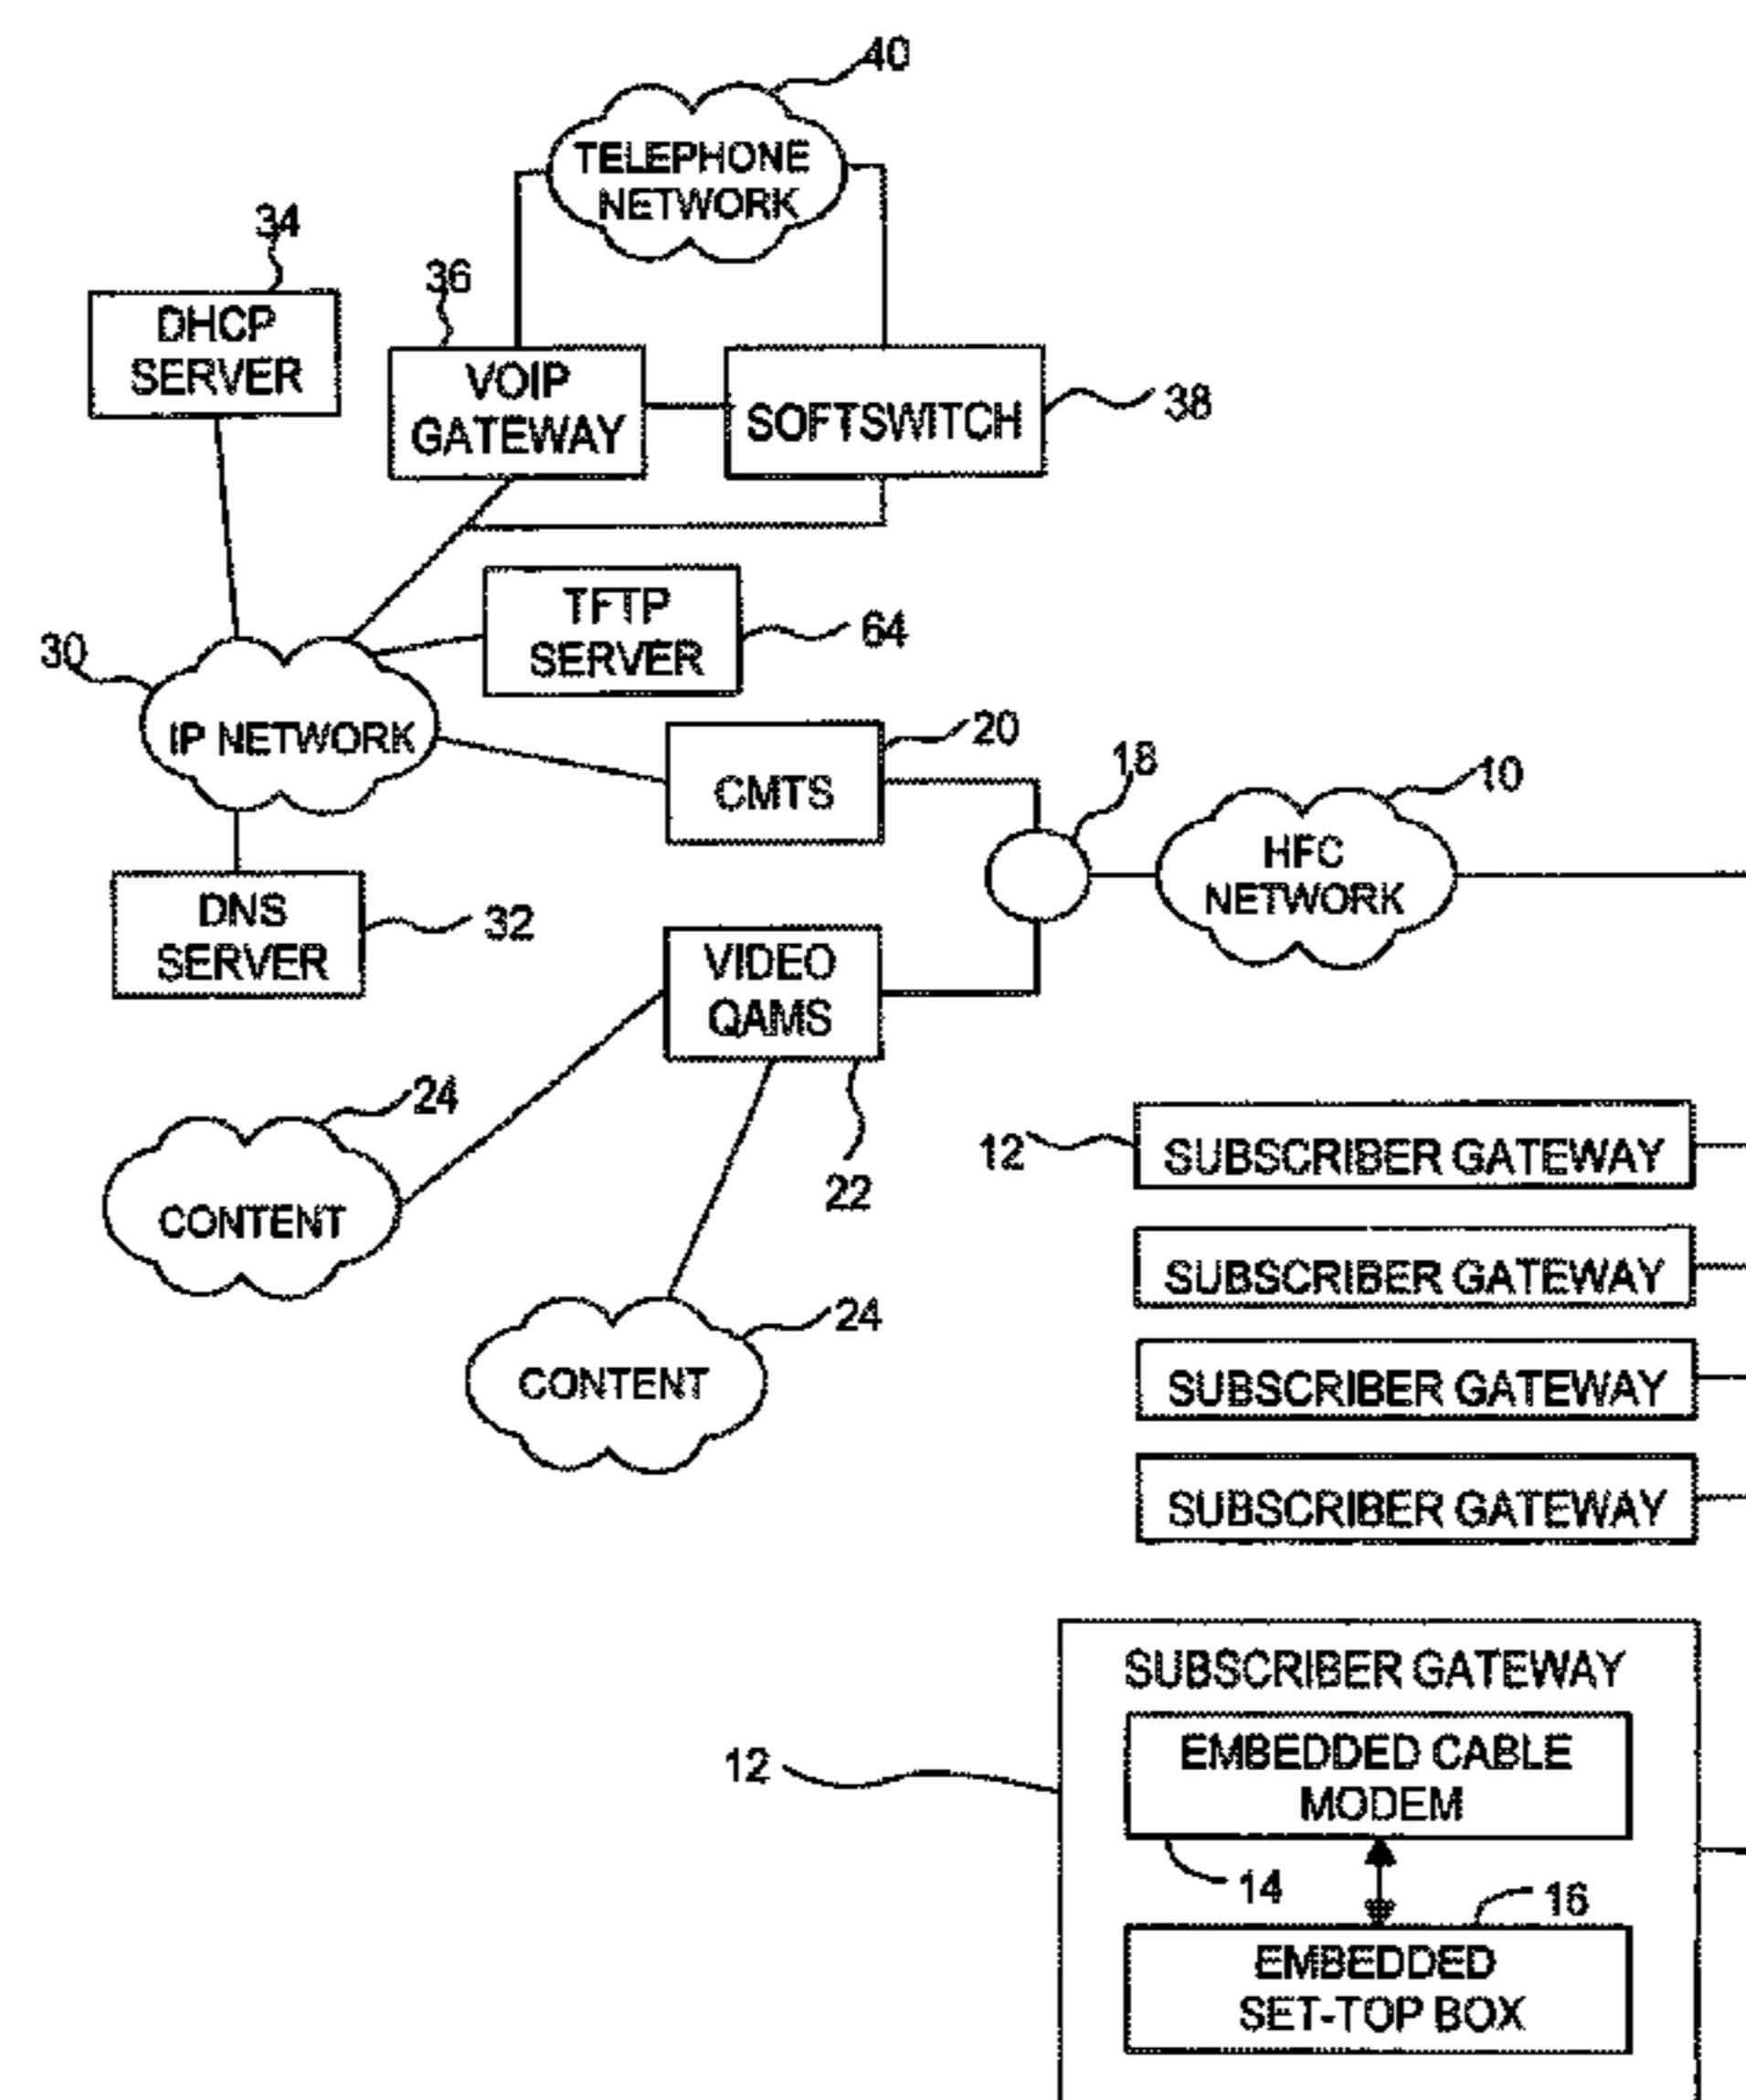 40
TELEPHONE
NETWORK
34
36
DHCP
SERVER
VOIP
GATEWAY
SOFTSWITCH
38
TFTP
SERVER
64
30
IP NETWORK
20
CMTS
18
10
HFC
NETWORK
DNS
SERVER
32
VIDEO
QAMS
24
22
CONTENT
12
SUBSCRIBER GATEWAY
SUBSCRIBER GATEWAY
24
CONTENT
SUBSCRIBER GATEWAY
SUBSCRIBER GATEWAY
SUBSCRIBER GATEWAY
12
EMBEDDED CABLE
MODEM
14
16
EMBEDDED
SET-TOP BOX